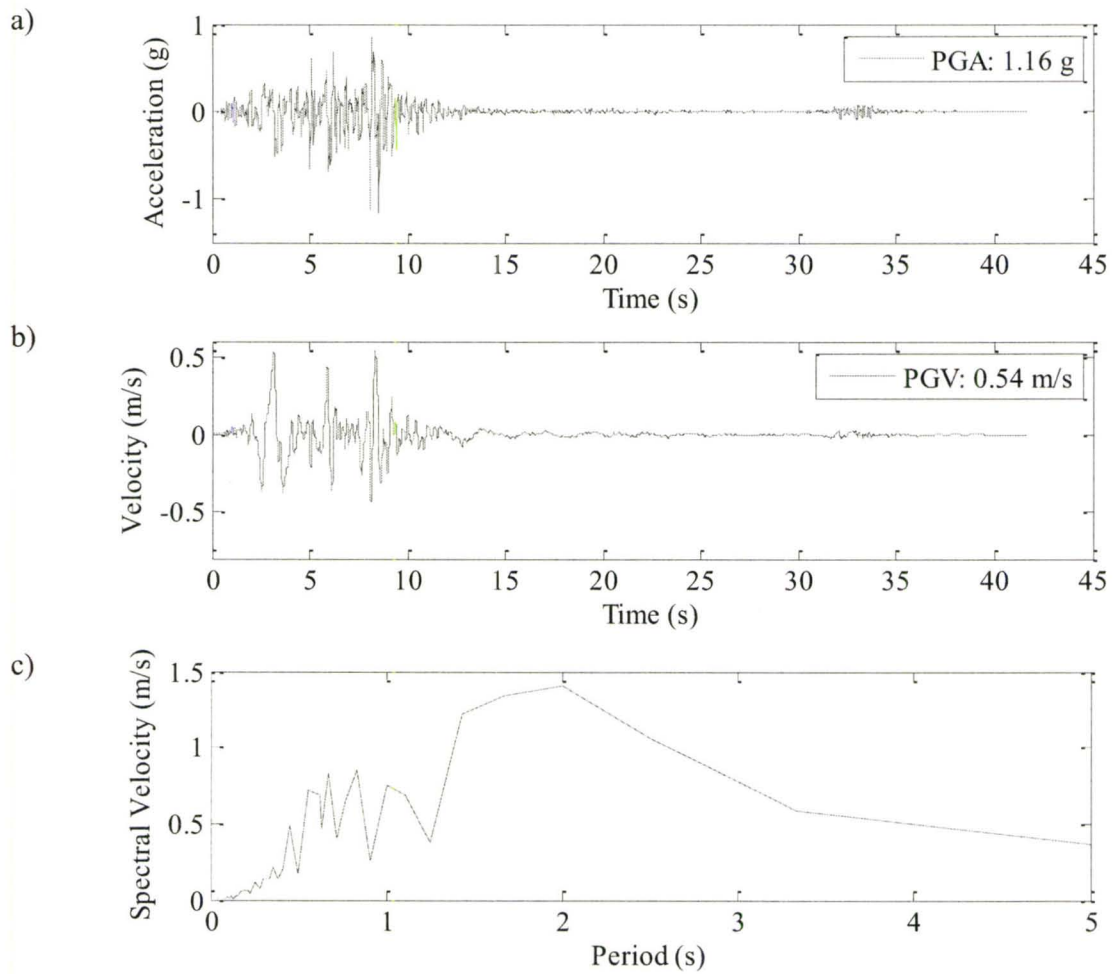 a)
1
0
-1
Acceleration (g)
PGA: 1.16 g
0 5 10 15 20 25 30 35 40 45
Time (s)
b)
0.5
0
-0.5
Velocity (m/s)
PGV: 0.54 m/s
0 5 10 15 20 25 30 35 40 45
Time (s)
c)
1.5
1
0.5
0
Spectral Velocity (m/s)
0 1 2 3 4 5
Period (s)